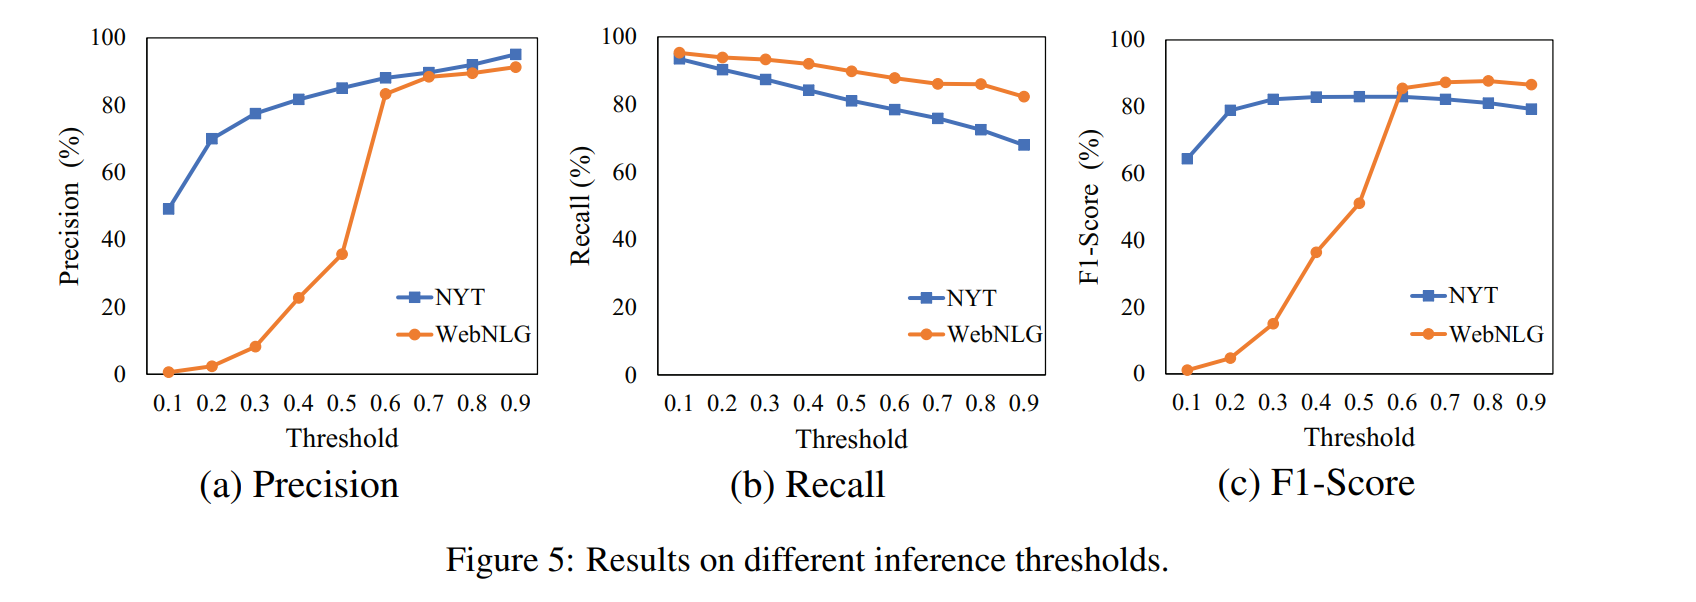 100
80
60
40
20
0
Precision (%)
NYT
WebNLG
0.1 0.2 0.3 0.4 0.5 0.6 0.7 0.8 0.9
Threshold
(a) Precision
100
80
60
40
20
0
Recall (%)
NYT
WebNLG
0.1 0.2 0.3 0.4 0.5 0.6 0.7 0.8 0.9
Threshold
(b) Recall
100
80
60
40
20
0
F1-Score (%)
NYT
WebNLG
0.1 0.2 0.3 0.4 0.5 0.6 0.7 0.8 0.9
Threshold
(c) F1-Score
Figure 5: Results on different inference thresholds.